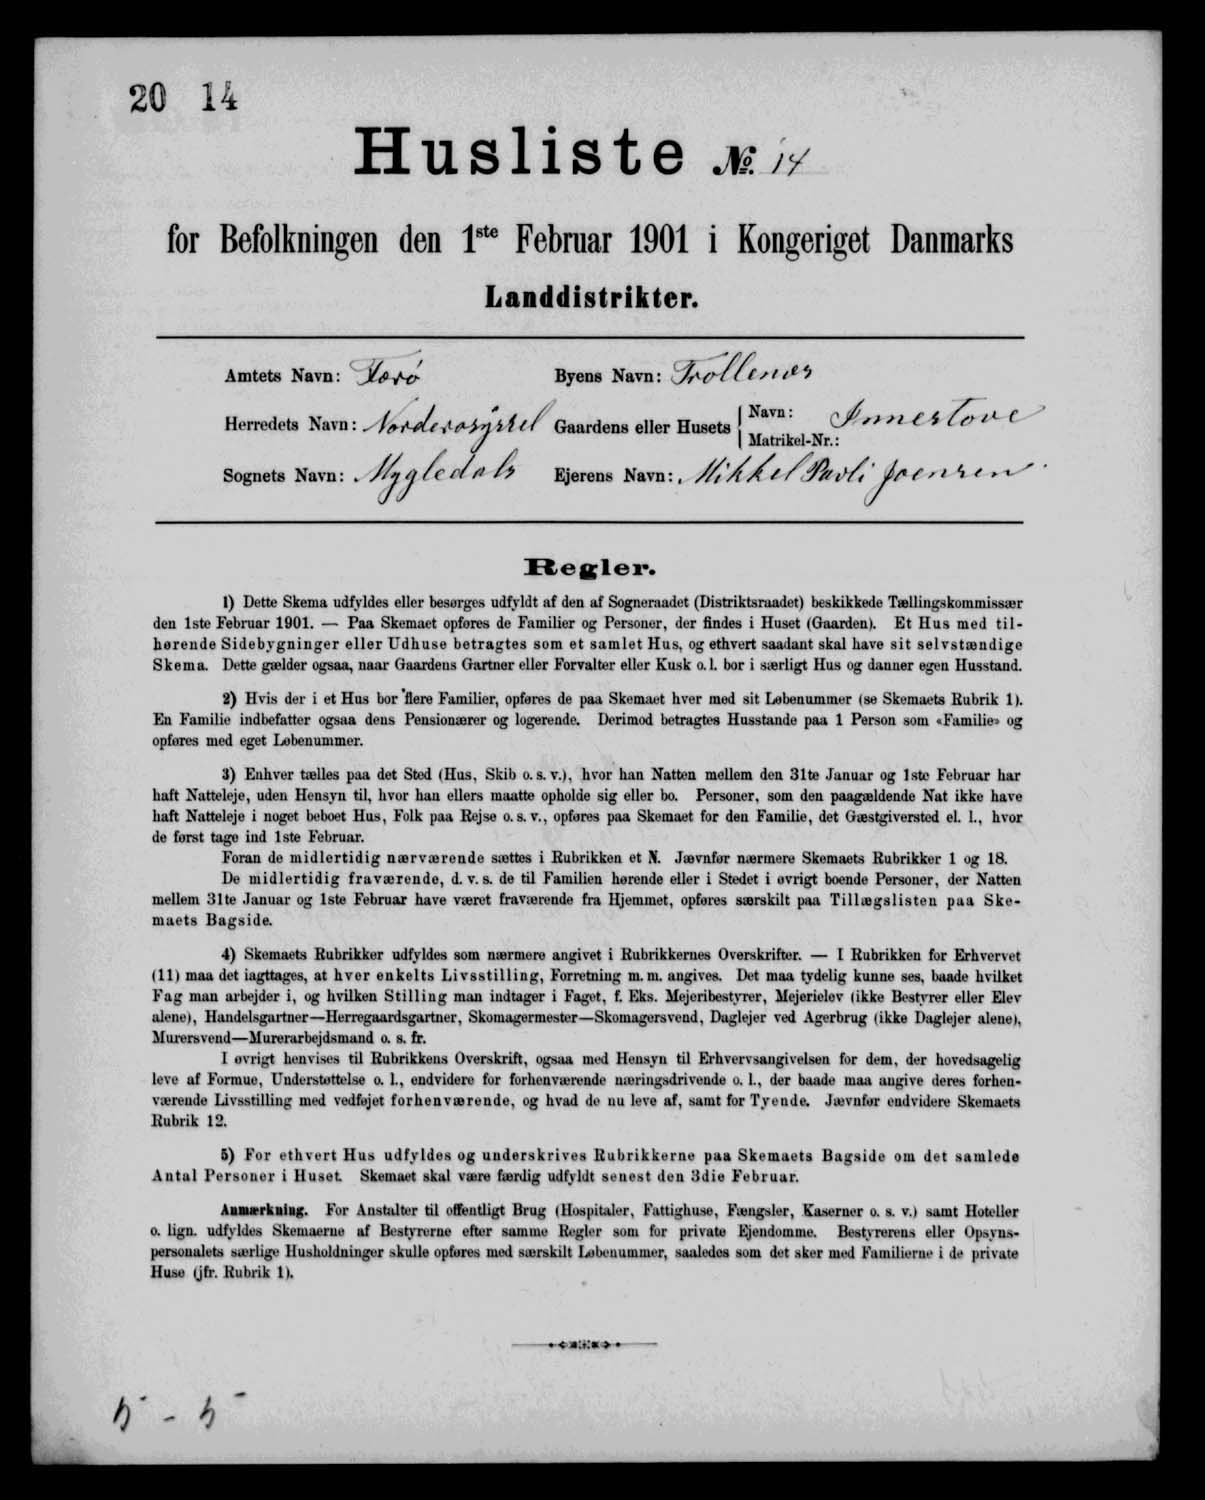 20 14
Husliste № 14
for Befolkningen den 1ste Februar 1901 i Kongeriget Danmarks
Landdistrikter.
Amtets Navn: Færö
Byens Navn: Trollenæs
Herredets Navn: Norderosyssel
Gaardens eller Husets
Navn: Innestove
Matrikel-Nr.:
Sognets Navn: Mygledals
Ejerens Navn: Mikkel Pavli Joensen
Regler.
1) Dette Skema udfyldes eller besørges udfyldt af den af Sogneraadet (Distriktsraadet) beskikkede Tællingskommissær
den 1ste Februar 1901. — Paa Skemaet opføres de Familier og Personer, der findes i Huset (Gaarden). Et Hus med til-
hørende Sidebygninger eller Udhuse betragtes som et samlet Hus, og ethvert saadant skal have sit selvstændige
Skema. Dette gælder ogsaa, naar Gaardens Gartner eller Forvalter eller Kusk o. l. bor i særligt Hus og danner egen Husstand.
2) Hvis der i et Hus bor flere Familier, opføres de paa Skemaet hver med sit Løbenummer (se Skemaets Rubrik 1).
En Familie indbefatter ogsaa dens Pensionærer og logerende. Derimod betragtes Husstande paa 1 Person som «Familie» og
opføres med eget Løbenummer.
3) Enhver tælles paa det Sted (Hus, Skib o. s. v.), hvor han Natten mellem den 31te Januar og 1ste Februar har
haft Natteleje, uden Hensyn til, hvor han ellers maatte opholde sig eller bo. Personer, som den paagældende Nat ikke have
haft Natteleje i noget beboet Hus, Folk paa Rejse o. s. v., opføres paa Skemaet for den Familie, det Gæstgiversted el. l., hvor
de først tage ind 1ste Februar.
Foran de midlertidig nærværende sættes i Rubrikken et N. Jævnfør nærmere Skemaets Rubrikker 1 og 18.
De midlertidig fraværende, d. v. s. de til Familien hørende eller i Stedet i øvrigt boende Personer, der Natten
mellem 31te Januar og 1ste Februar have været fraværende fra Hjemmet, opføres særskilt paa Tillægslisten paa Ske-
maets Bagside.
4) Skemaets Rubrikker udfyldes som nærmere angivet i Rubrikkernes Overskrifter. — I Rubrikken for Erhvervet
(11) maa det iagttages, at hver enkelts Livsstilling, Forretning m. m. angives. Det maa tydelig kunne ses, baade hvilket
Fag man arbejder i, og hvilken Stilling man indtager i Faget, f. Eks. Mejeribestyrer, Mejerielev (ikke Bestyrer eller Elev
alene), Handelsgartner—Herregaardsgartner, Skomagermester—Skomagersvend, Daglejer ved Agerbrug (ikke Daglejer alene),
Murersvend—Murerarbejdsmand o. s. fr.
I øvrigt henvises til Rubrikkens Overskrift, ogsaa med Hensyn til Erhvervsangivelsen for dem, der hovedsagelig
leve af Formue, Understøttelse o. l., endvidere for forhenværende næringsdrivende o. l., der baade maa angive deres forhen-
værende Livsstilling med vedføjet forhenværende, og hvad de nu leve af, samt for Tyende. Jævnfør endvidere Skemaets
Rubrik 12.
5) For ethvert Hus udfyldes og underskrives Rubrikkerne paa Skemaets Bagside om det samlede
Antal Personer i Huset. Skemaet skal være færdig udfyldt senest den 3die Februar.
Anmærkning. For Anstalter til offentligt Brug (Hospitaler, Fattighuse, Fængsler, Kaserner o. s. v.) samt Hoteller
o. lign. udfyldes Skemaerne af Bestyrerne efter samme Regler som for private Ejendomme. Bestyrerens eller Opsyns-
personalets særlige Husholdninger skulle opføres med særskilt Løbenummer, saaledes som det sker med Familierne i de private
Huse (jfr. Rubrik 1).
5 - 5